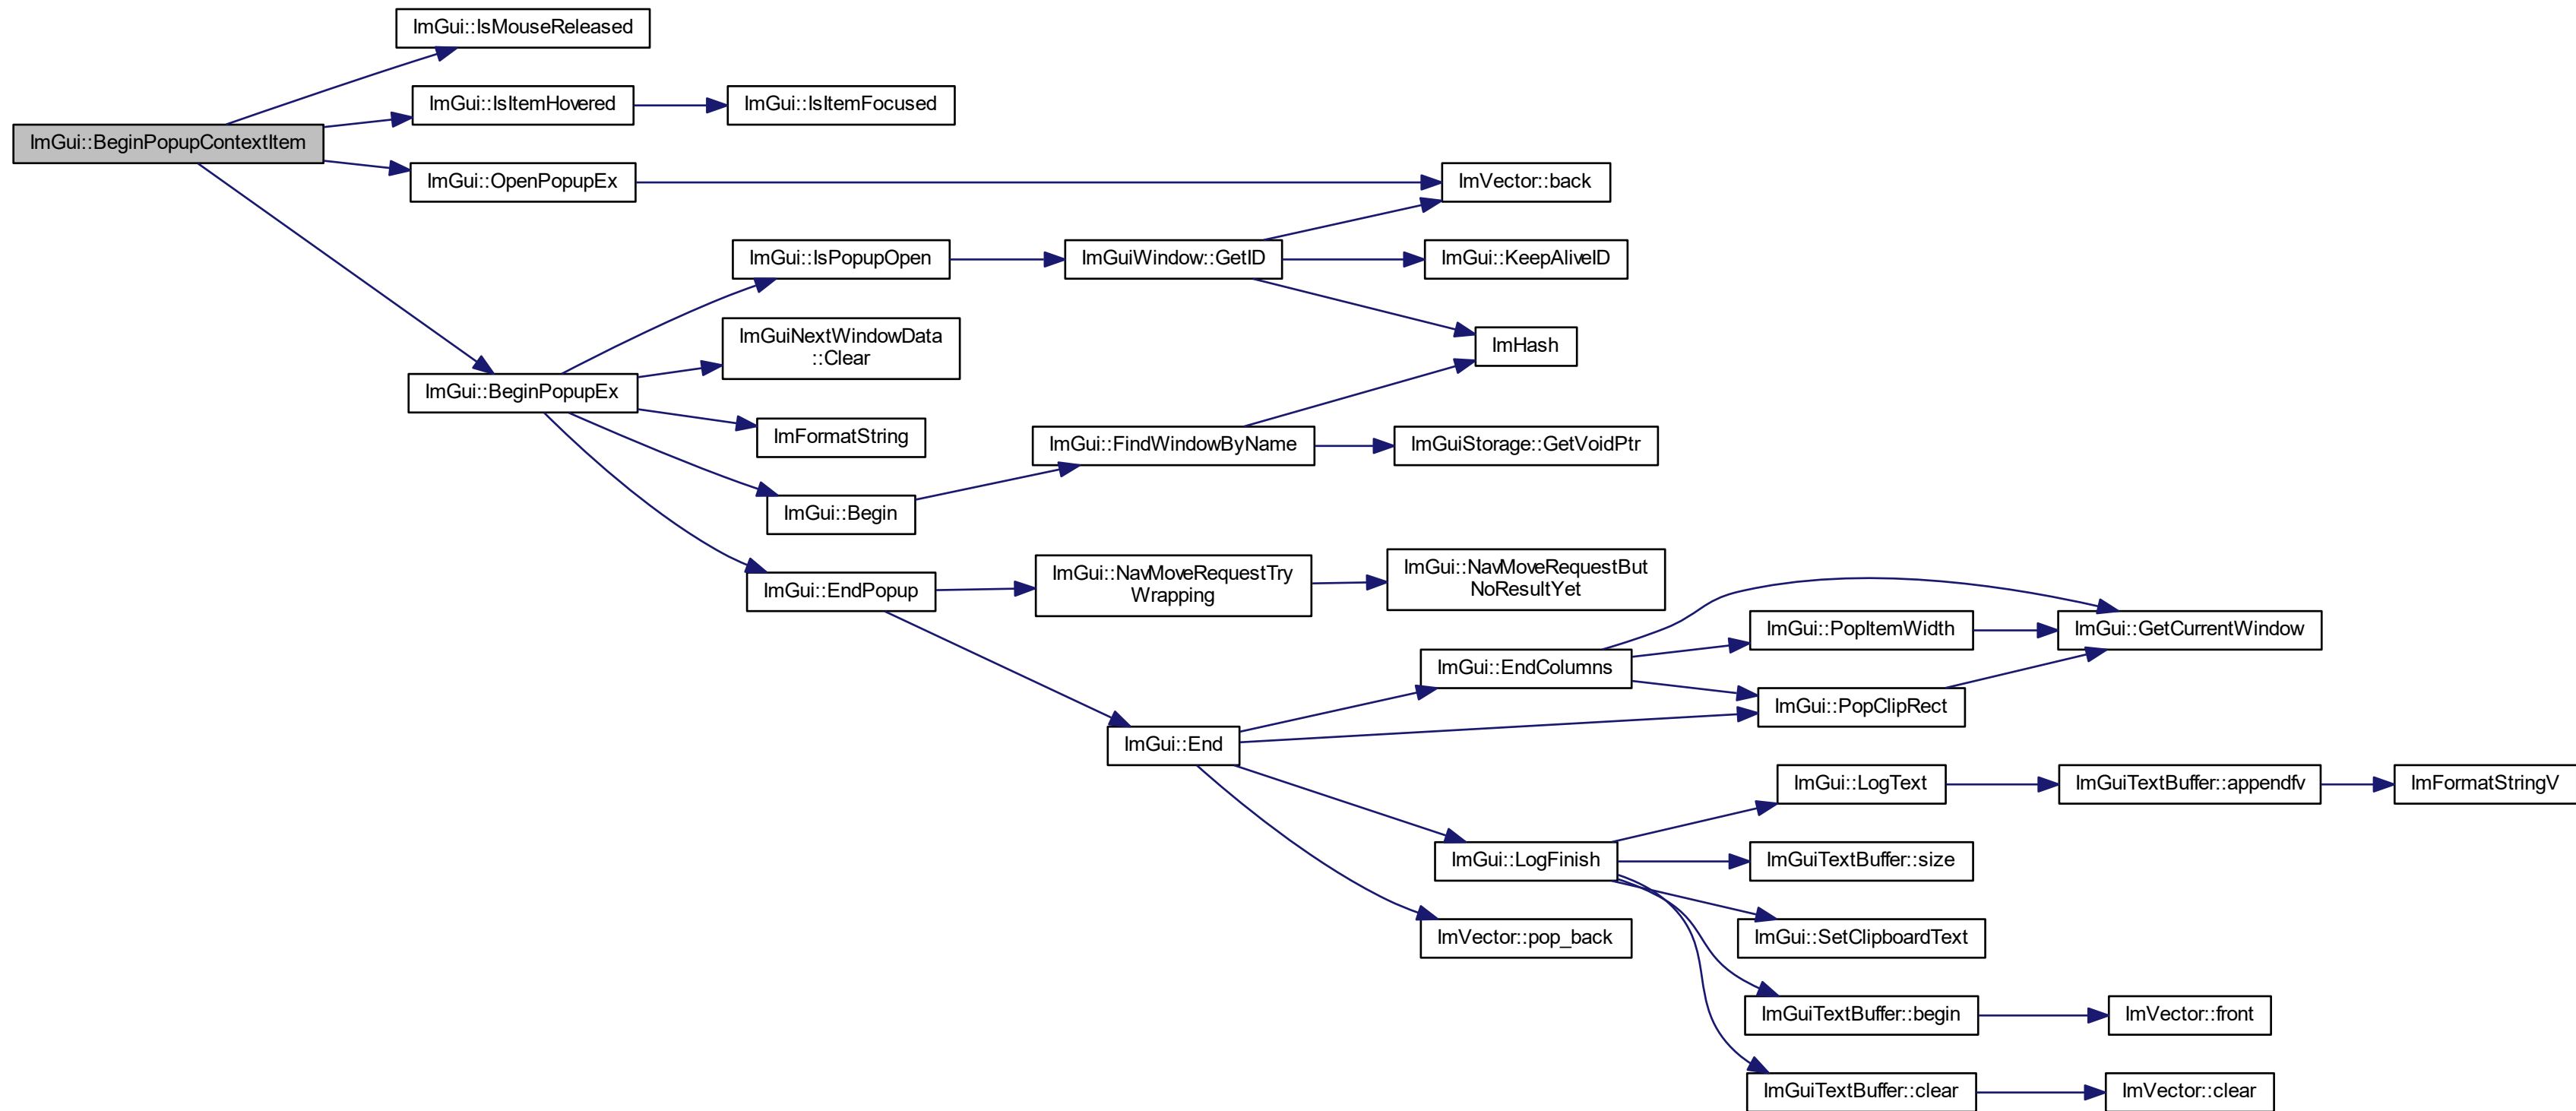 ImGui::IsMouseReleased
ImGui::IsItemHovered
ImGui::IsItemFocused
ImGui::BeginPopupContextItem
ImGui::OpenPopupEx
ImVector::back
ImGui::IsPopupOpen
ImGuiWindow::GetID
ImGui::KeepAliveID
ImGuiNextWindowData
::Clear
ImHash
ImGui::BeginPopupEx
ImFormatString
ImGui::FindWindowByName
ImGuiStorage::GetVoidPtr
ImGui::Begin
ImGui::EndPopup
ImGui::NavMoveRequestTry
Wrapping
ImGui::NavMoveRequestBut
NoResultYet
ImGui::PopItemWidth
ImGui::GetCurrentWindow
ImGui::EndColumns
ImGui::PopClipRect
ImGui::End
ImGui::LogText
ImGuiTextBuffer::appendfv
ImFormatStringV
ImGui::LogFinish
ImGuiTextBuffer::size
ImVector::pop_back
ImGui::SetClipboardText
ImGuiTextBuffer::begin
ImVector::front
ImGuiTextBuffer::clear
ImVector::clear